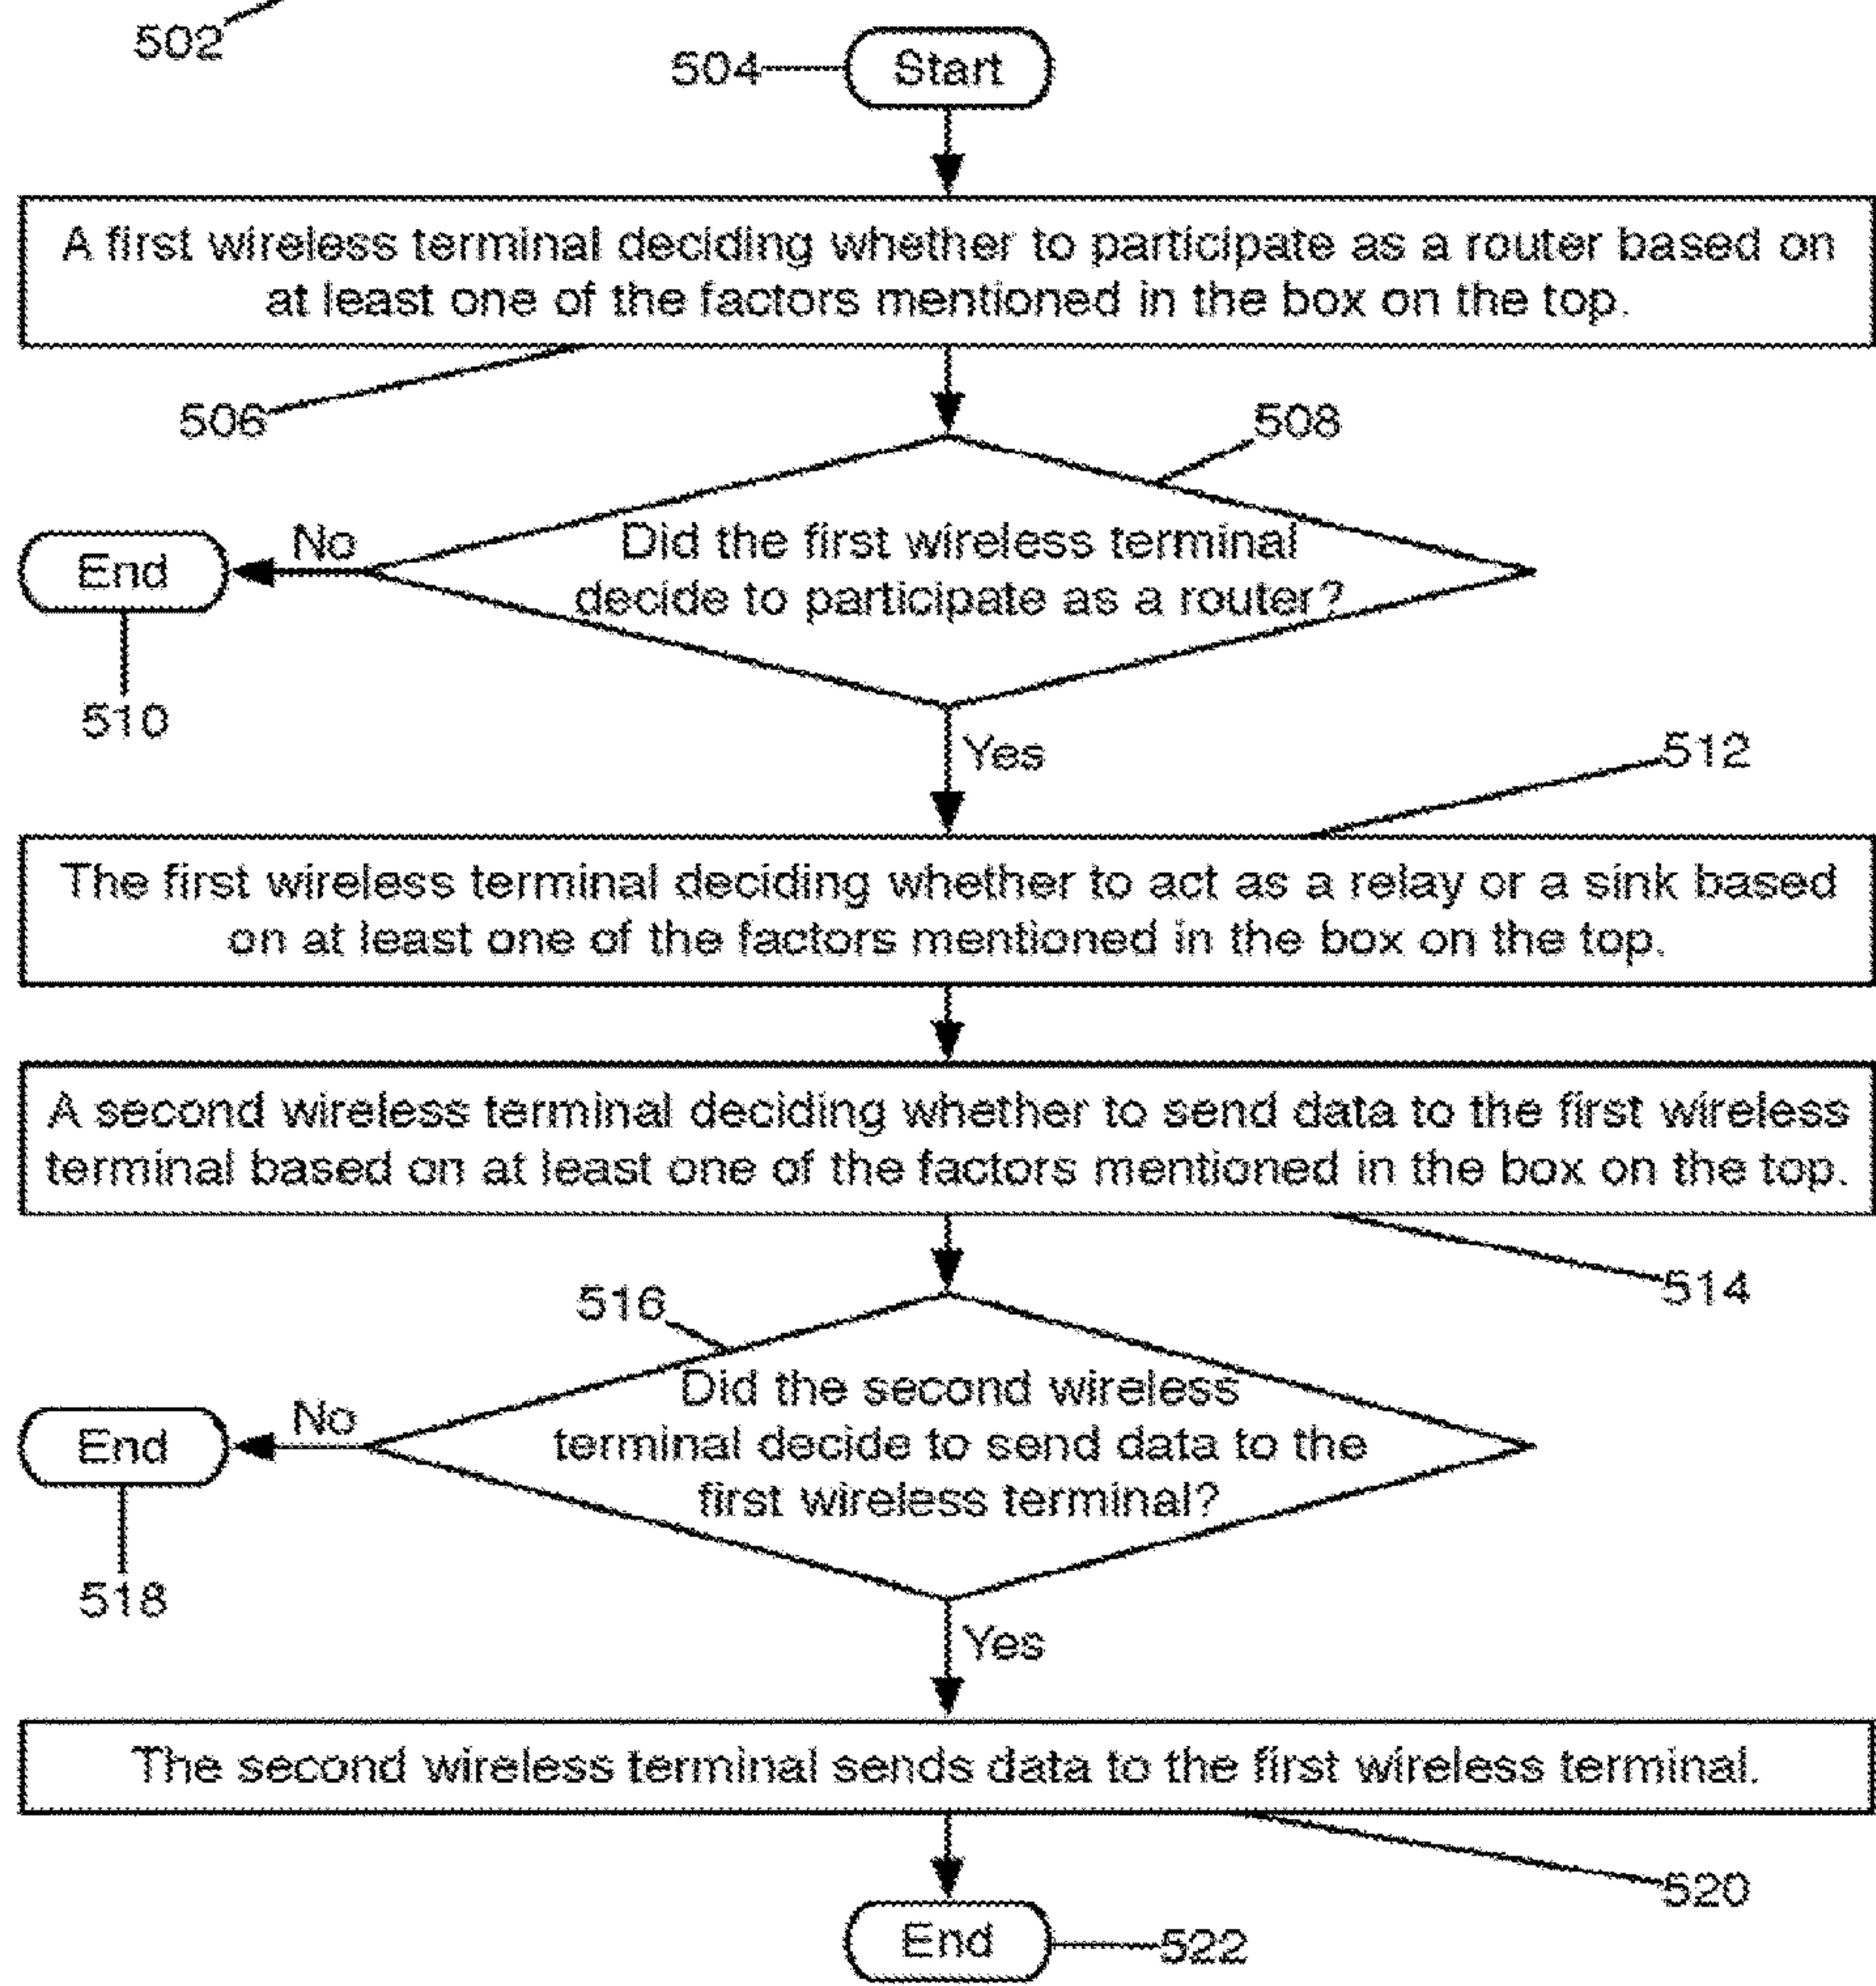 502
504
Start
A first wireless terminal deciding whether to participate as a router based on
at least one of the factors mentioned in the box on the top.
506
508
No
End
Did the first wireless terminal
decide to participate as a router?
510
Yes
512
The first wireless terminal deciding whether to act as a relay or a sink based
on at least one of the factors mentioned in the box on the top.
A second wireless terminal deciding whether to send data to the first wireless
terminal based on at least one of the factors mentioned in the box on the top.
514
516
No
End
Did the second wireless
terminal decide to send data to the
first wireless terminal?
518
Yes
The second wireless terminal sends data to the first wireless terminal.
520
End
522